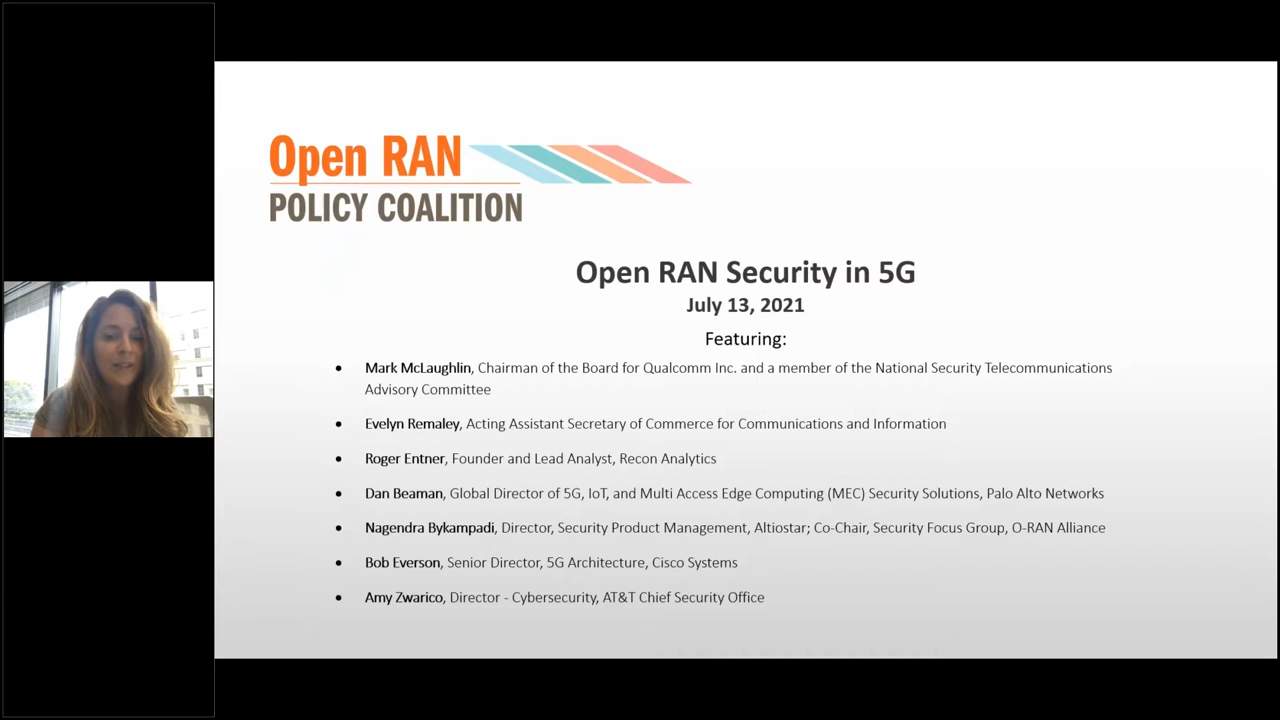 Open RAN
POLICY COALITION
Open RAN Security in 5G
July 13, 2021
Featuring:
• Mark McLaughlin, Chairman of the Board for Qualcomm Inc. and a member of the National Security Telecommunications
Advisory Committee
• Evelyn Remaley, Acting Assistant Secretary of Commerce for Communications and Information
• Roger Entner, Founder and Lead Analyst, Recon Analytics
• Dan Beaman, Global Director of 5G, IoT, and Multi Access Edge Computing (MEC) Security Solutions, Palo Alto Networks
• Nagendra Bykampadi, Director, Security Product Management, Altiostar; Co-Chair, Security Focus Group, O-RAN Alliance
• Bob Everson, Senior Director, 5G Architecture, Cisco Systems
• Amy Zwarico, Director - Cybersecurity, AT&T Chief Security Office